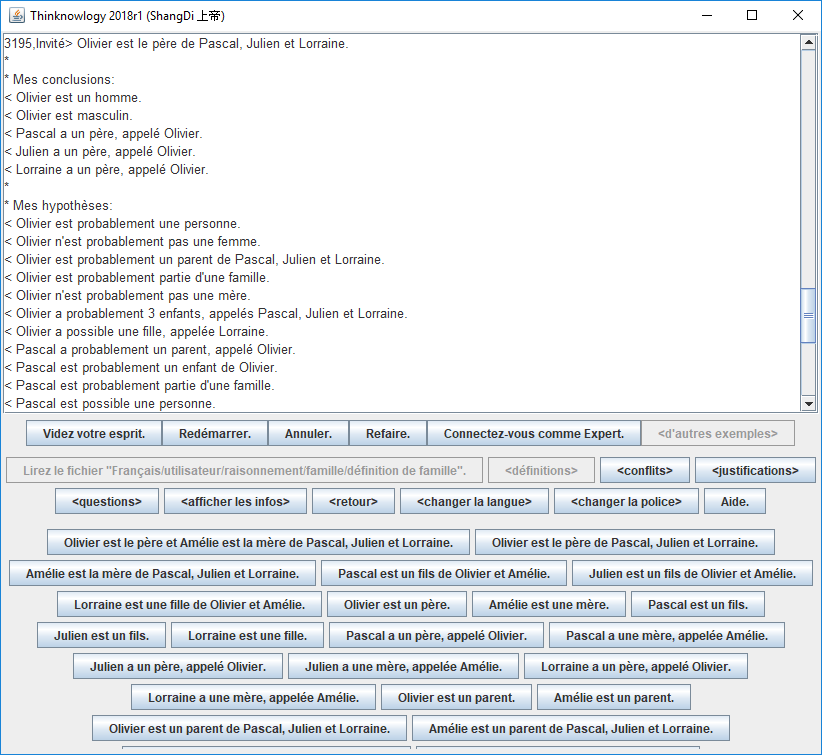 Thinknowlogy 2018r1 (ShangDi 上帝)
3195,Invité> Olivier est le père de Pascal, Julien et Lorraine.
*
* Mes conclusions:
< Olivier est un homme.
< Olivier est masculin.
< Pascal a un père, appelé Olivier.
< Julien a un père, appelé Olivier.
< Lorraine a un père, appelé Olivier.
*
* Mes hypothèses:
< Olivier est probablement une personne.
< Olivier n'est probablement pas une femme.
< Olivier est probablement un parent de Pascal, Julien et Lorraine.
< Olivier est probablement partie d'une famille.
< Olivier n'est probablement pas une mère.
< Olivier a probablement 3 enfants, appelés Pascal, Julien et Lorraine.
< Olivier a possible une fille, appelée Lorraine.
< Pascal a probablement un parent, appelé Olivier.
< Pascal est probablement un enfant de Olivier.
< Pascal est probablement partie d'une famille.
< Pascal est possible une personne.
Videz votre esprit. Redémarrer. Annuler. Refaire. Connectez-vous comme Expert. <d'autres exemples>
Lirez le fichier "Français/utilisateur/raisonnement/famille/définition de famille". <définitions> <conflits> <justifications>
<questions> <afficher les infos> <retour> <changer la langue> <changer la police> Aide.
Olivier est le père et Amélie est la mère de Pascal, Julien et Lorraine. Olivier est le père de Pascal, Julien et Lorraine.
Amélie est la mère de Pascal, Julien et Lorraine. Pascal est un fils de Olivier et Amélie. Julien est un fils de Olivier et Amélie.
Lorraine est une fille de Olivier et Amélie. Olivier est un père. Amélie est une mère. Pascal est un fils.
Julien est un fils. Lorraine est une fille. Pascal a un père, appelé Olivier. Pascal a une mère, appelée Amélie.
Julien a un père, appelé Olivier. Julien a une mère, appelée Amélie. Lorraine a un père, appelé Olivier.
Lorraine a une mère, appelée Amélie. Olivier est un parent. Amélie est un parent.
Olivier est un parent de Pascal, Julien et Lorraine. Amélie est un parent de Pascal, Julien et Lorraine.